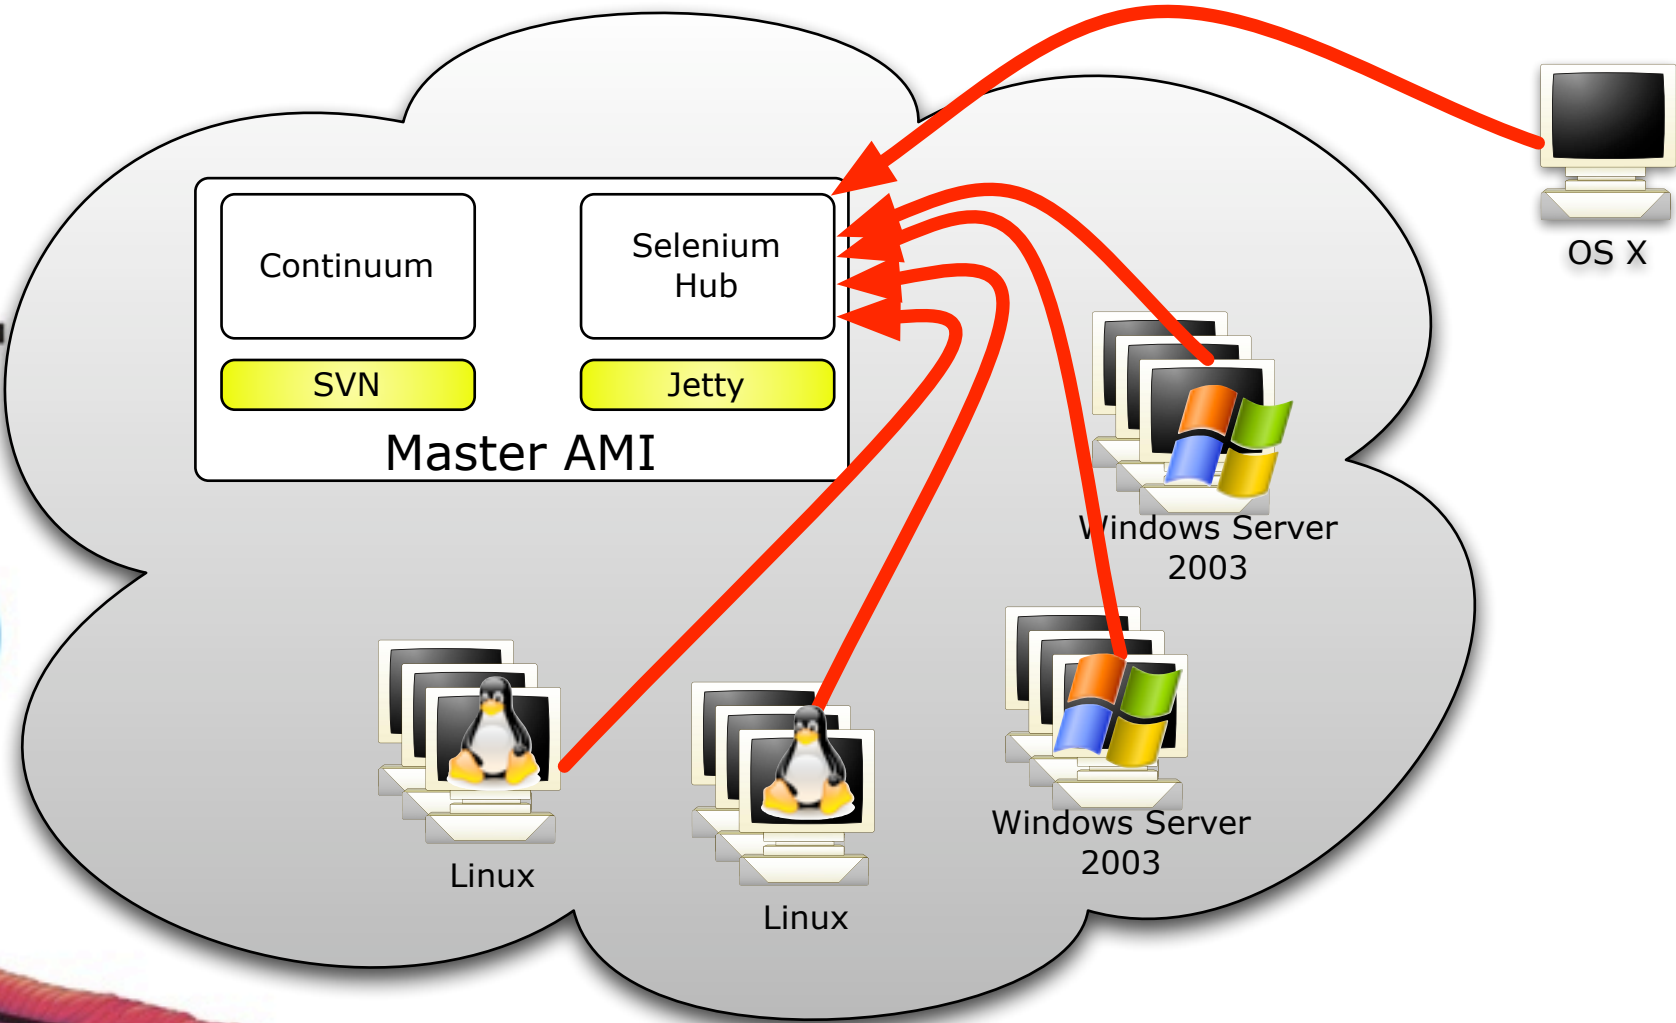 Continuum
Selenium
Hub
SVN
Jetty
Master AMI
OS X
Windows Server
2003
Windows Server
2003
Linux
Linux